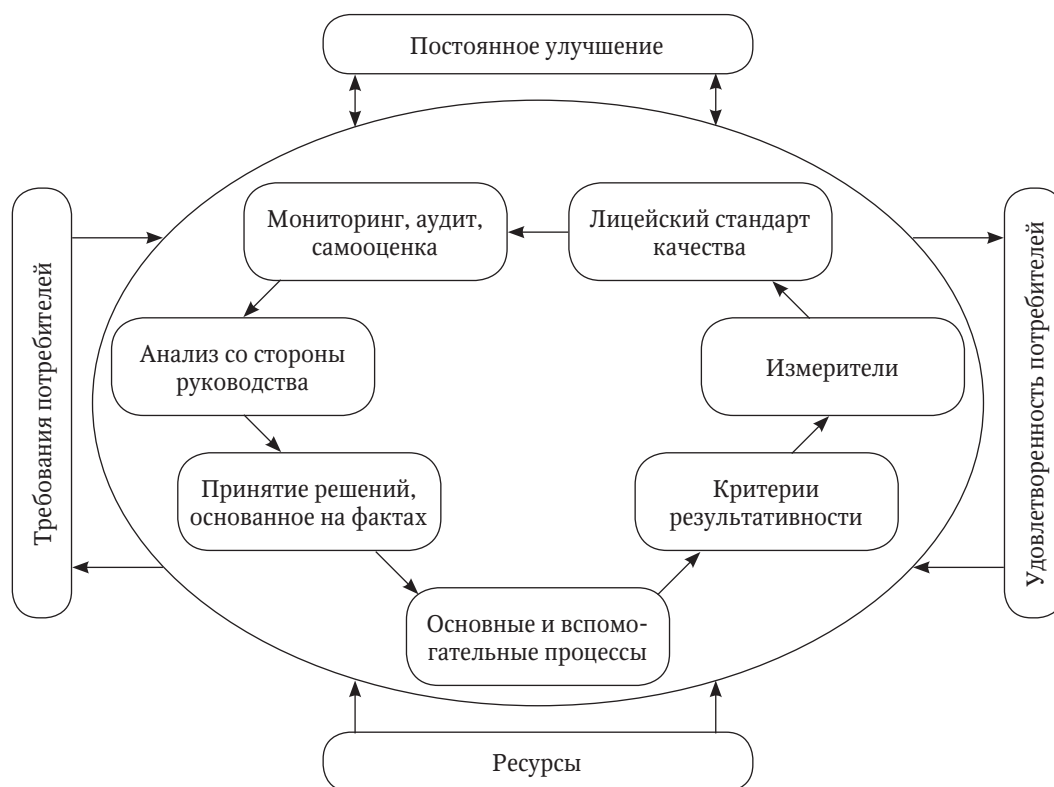 Постоянное улучшение
Мониторинг, аудит,
самооценка
Лицейский стандарт
качества
Требования потребителей
Анализ со стороны
руководства
Измерители
Удовлетворенность потребителей
Принятие решений,
основанное на фактах
Критерии
результативности
Основные и вспомо-
гательные процессы
Ресурсы